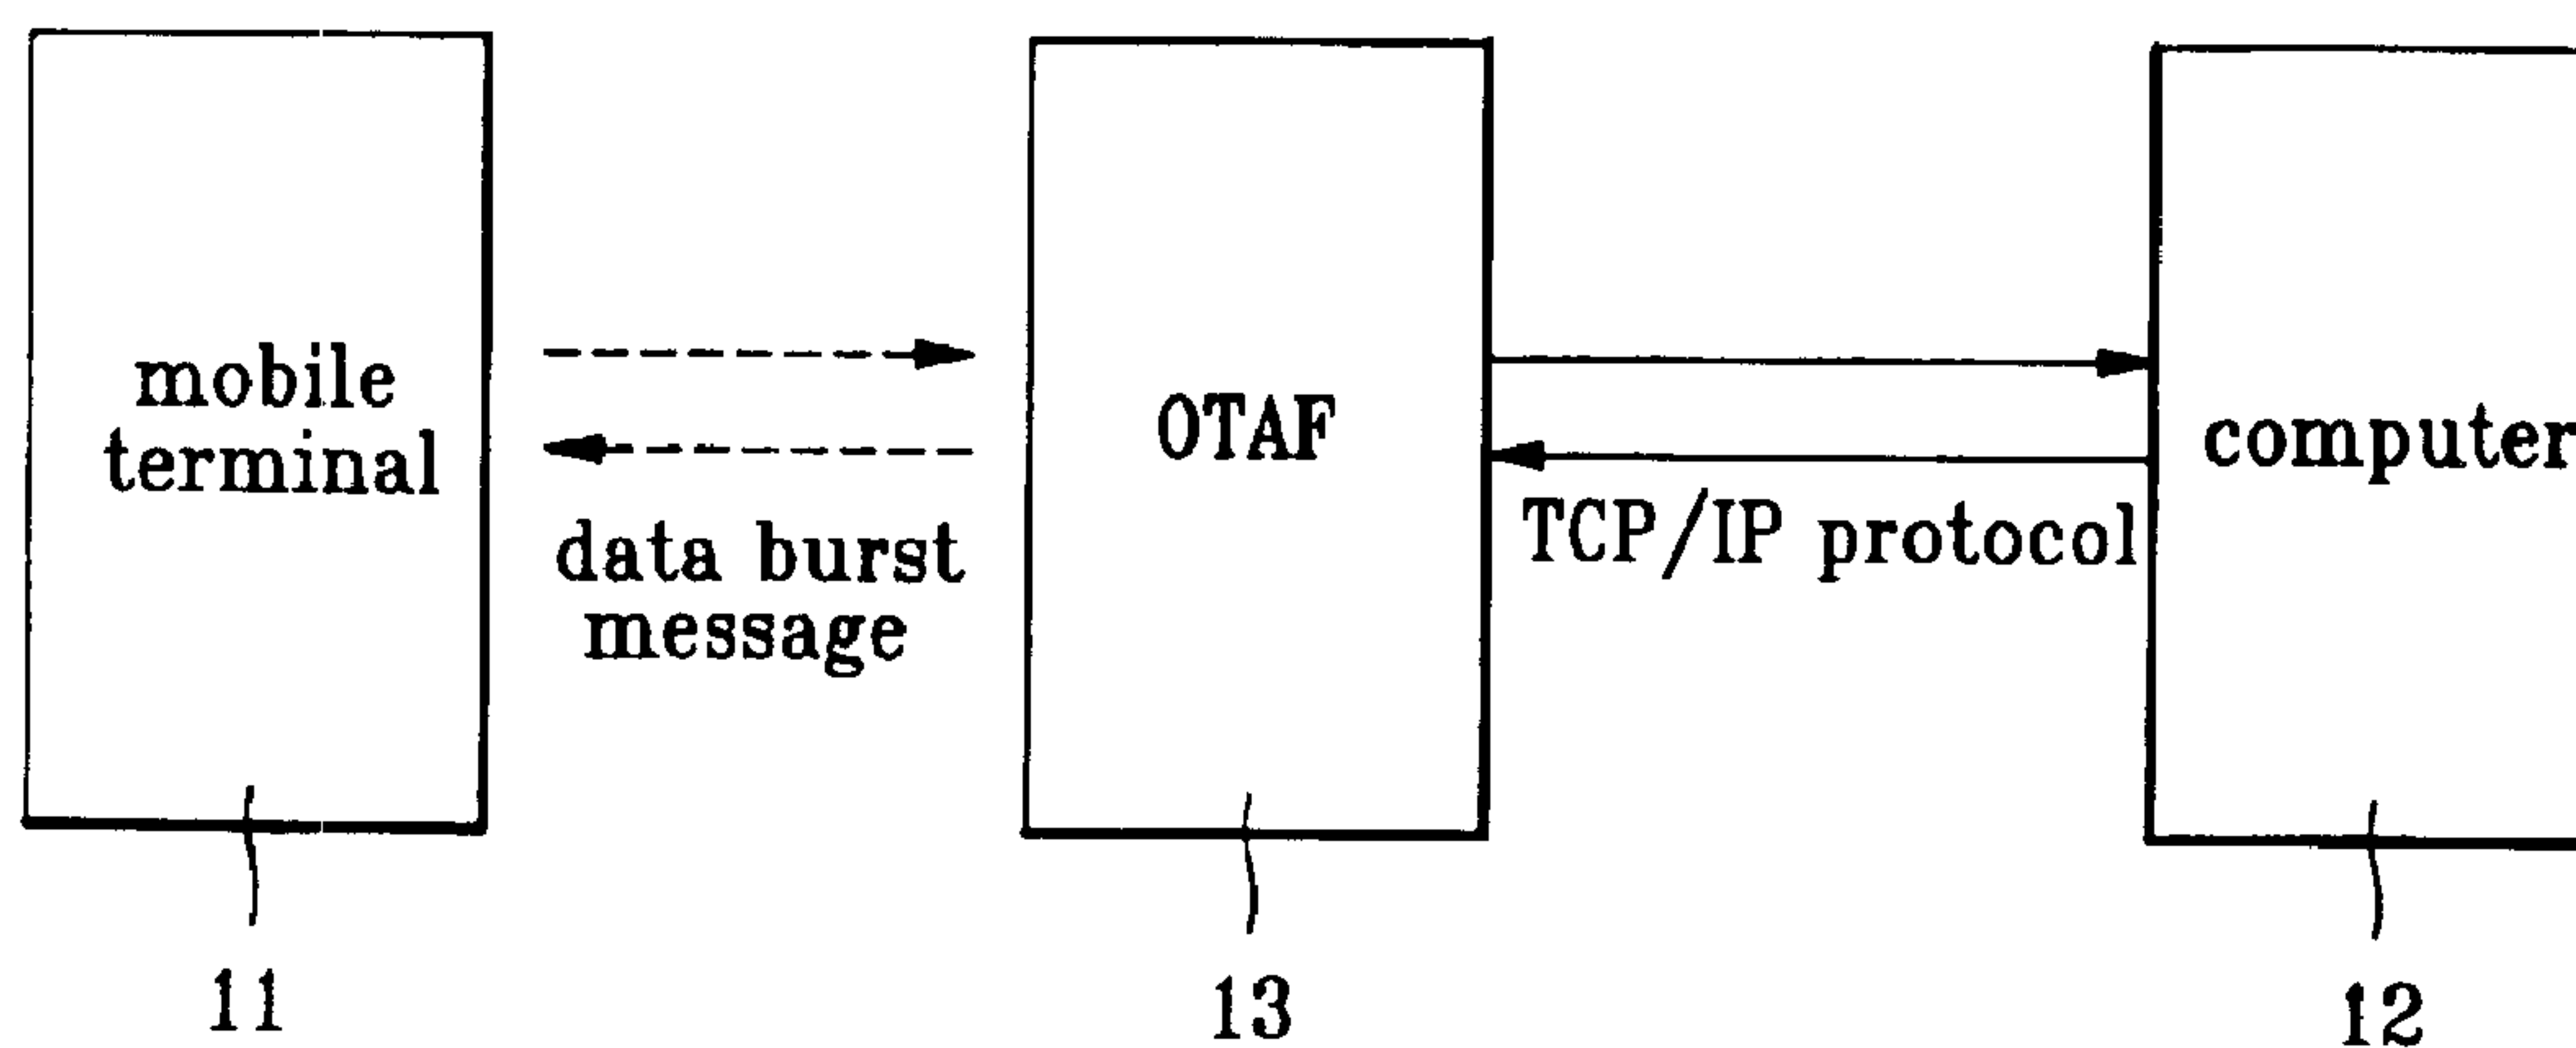 mobile
terminal
data burst
message
OTAF
TCP/IP protocol
computer
11
13
12